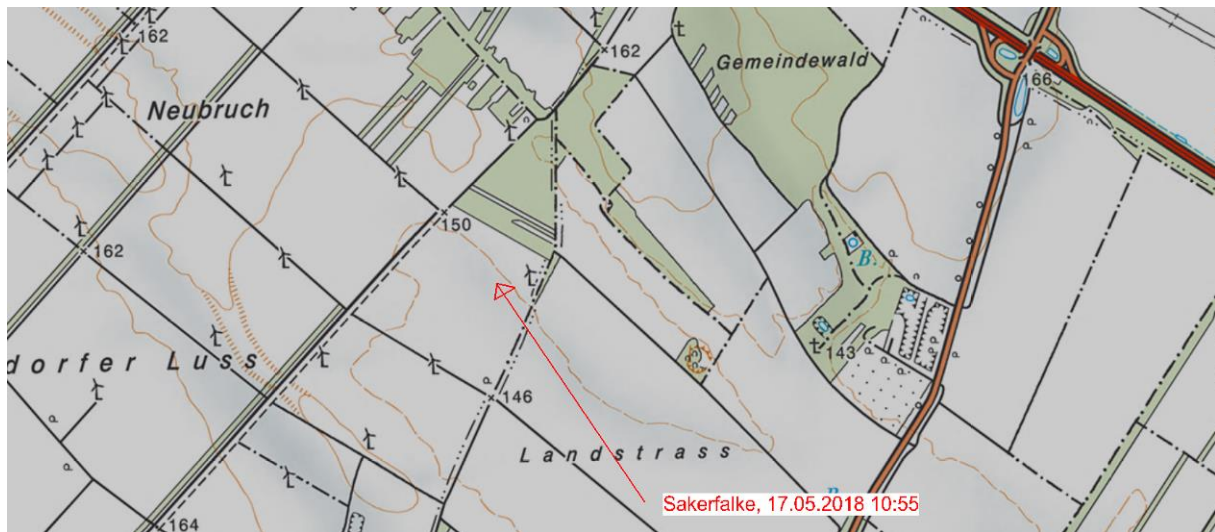 162
162
Gemeindewald
166
Neubruch
150
162
B.
dorfer Luss
143
146
Landstrass
Sakerfalke, 17.05.2018 10:55
164